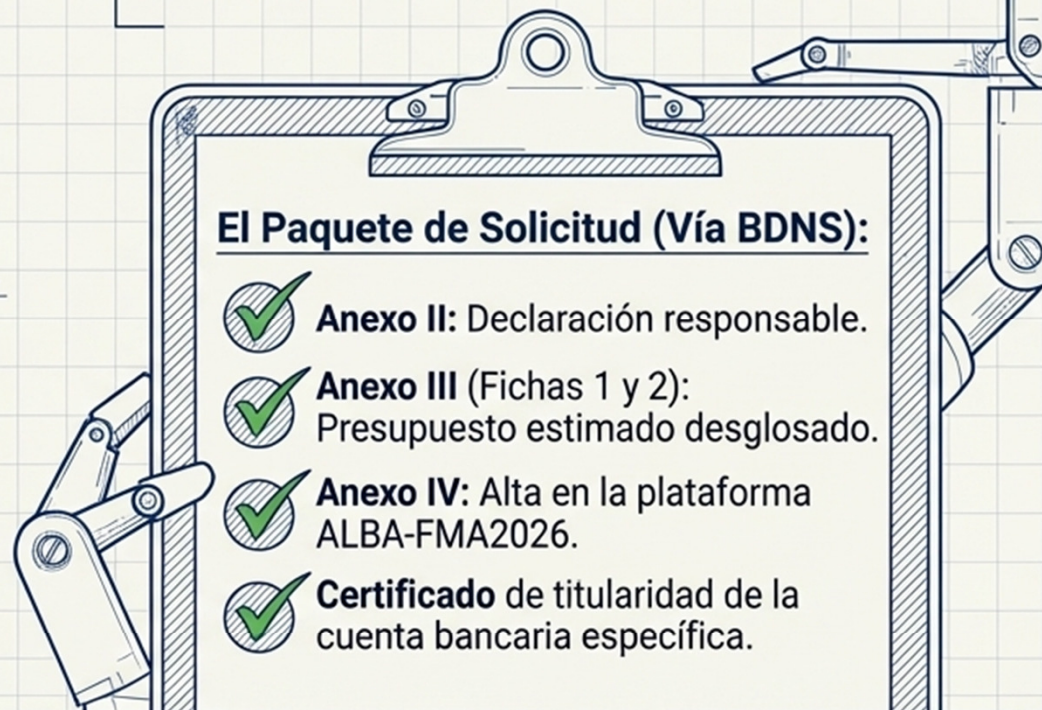 El Paquete de Solicitud (Vía BDNS):
Anexo II: Declaración responsable.
Anexo III (Fichas 1 y 2):
Presupuesto estimado desglosado.
Anexo IV: Alta en la plataforma
ALBA-FMA2026.
Certificado de titularidad de la
cuenta bancaria específica.